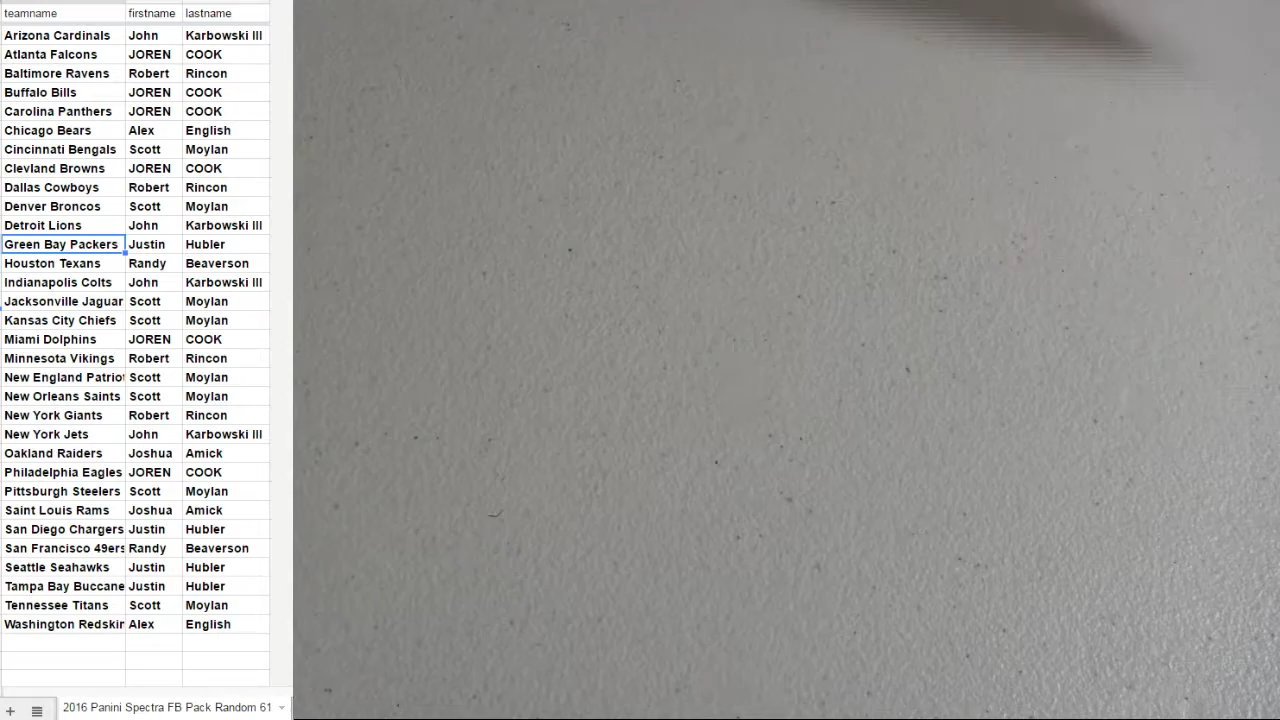 teamname firstname lastname
Arizona Cardinals John Karbowski III
Atlanta Falcons JOREN COOK
Baltimore Ravens Robert Rincon
Buffalo Bills JOREN COOK
Carolina Panthers JOREN COOK
Chicago Bears Alex English
Cincinnati Bengals Scott Moylan
Clevland Browns JOREN COOK
Dallas Cowboys Robert Rincon
Denver Broncos Scott Moylan
Detroit Lions John Karbowski III
Green Bay Packers Justin Hubler
Houston Texans Randy Beaverson
Indianapolis Colts John Karbowski III
Jacksonville Jaguar Scott Moylan
Kansas City Chiefs Scott Moylan
Miami Dolphins JOREN COOK
Minnesota Vikings Robert Rincon
New England Patriot Scott Moylan
New Orleans Saints Scott Moylan
New York Giants Robert Rincon
New York Jets John Karbowski III
Oakland Raiders Joshua Amick
Philadelphia Eagles JOREN COOK
Pittsburgh Steelers Scott Moylan
Saint Louis Rams Joshua Amick
San Diego Chargers Justin Hubler
San Francisco 49ers Randy Beaverson
Seattle Seahawks Justin Hubler
Tampa Bay Buccane Justin Hubler
Tennessee Titans Scott Moylan
Washington Redskin Alex English
2016 Panini Spectra FB Pack Random 61